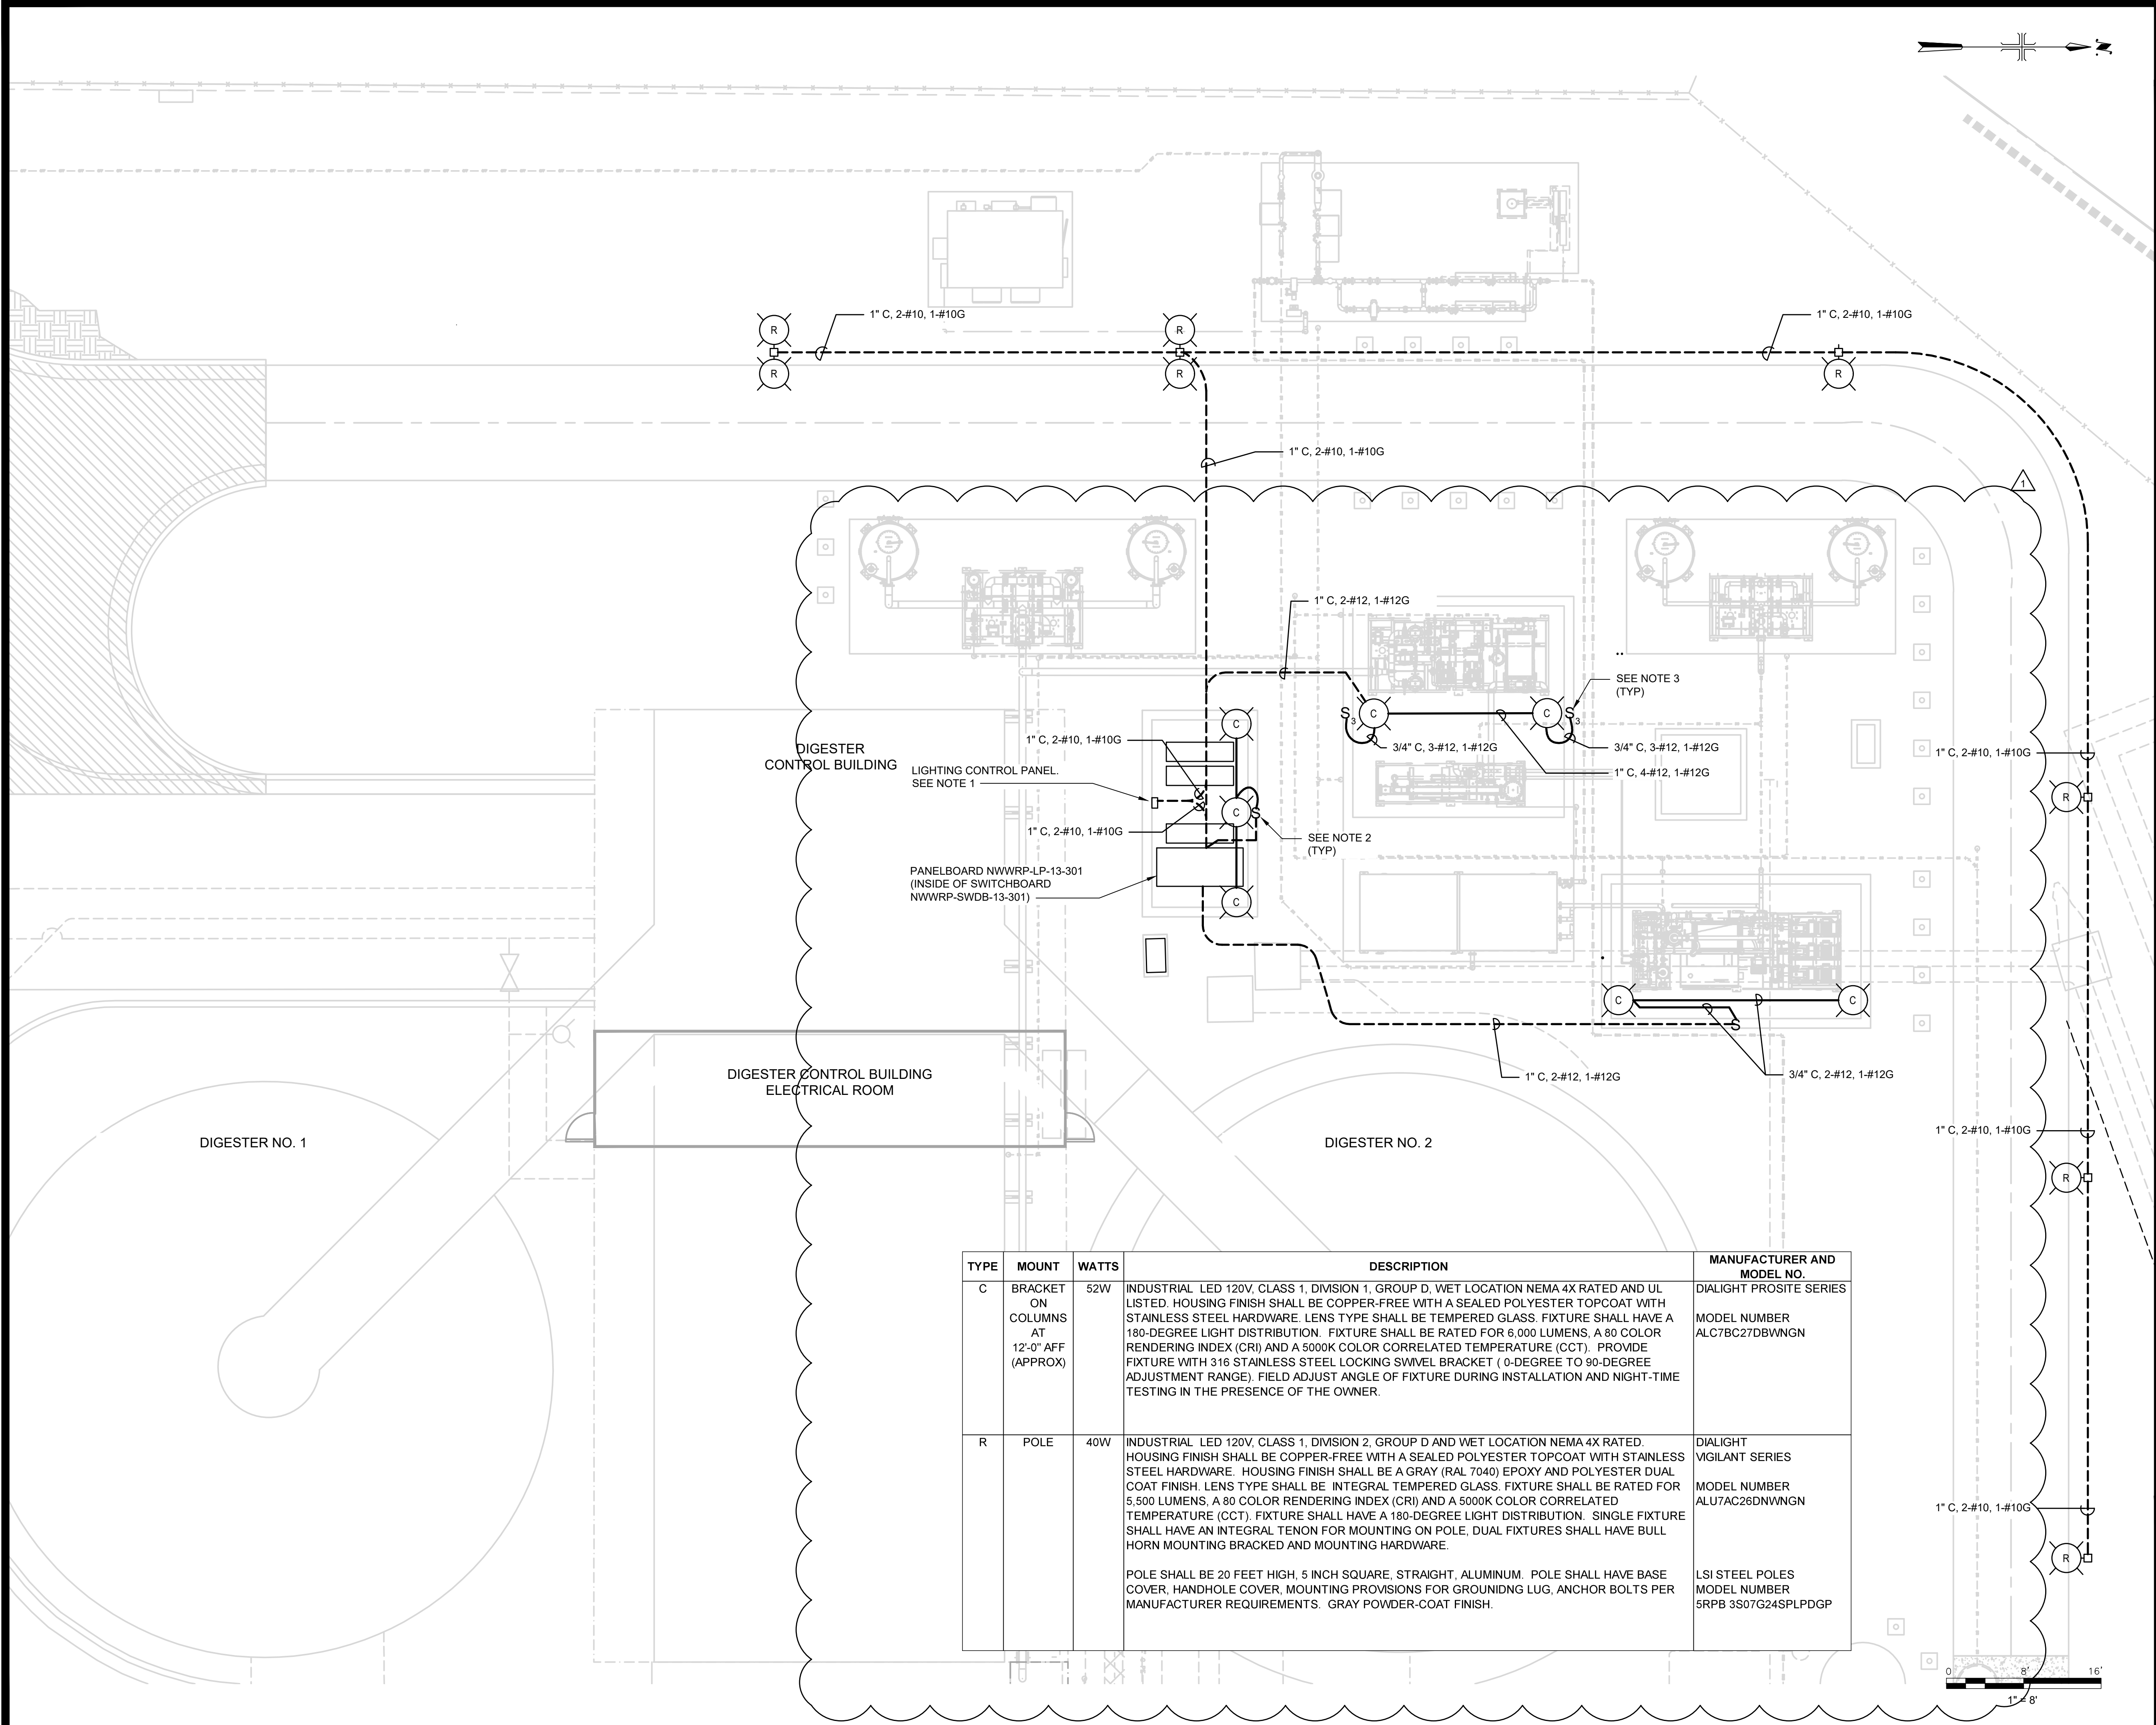 N
R
1" C, 2-#10, 1-#10G
R
1" C, 2-#10, 1-#10G
R
R
R
1" C, 2-#10, 1-#10G
1
1" C, 2-#12, 1-#12G
SEE NOTE 3
(TYP)
S3
C
C
S3
C
1" C, 2-#10, 1-#10G
3/4" C, 3-#12, 1-#12G
3/4" C, 3-#12, 1-#12G
DIGESTER
CONTROL BUILDING
1" C, 2-#10, 1-#10G
LIGHTING CONTROL PANEL.
SEE NOTE 1
1" C, 4-#12, 1-#12G
R
C
S
1" C, 2-#10, 1-#10G
SEE NOTE 2
(TYP)
PANELBOARD NWWRP-LP-13-301
(INSIDE OF SWITCHBOARD
NWWRP-SWDB-13-301)
C
C
C
S
DIGESTER CONTROL BUILDING
ELECTRICAL ROOM
1" C, 2-#12, 1-#12G
3/4" C, 2-#12, 1-#12G
1" C, 2-#10, 1-#10G
DIGESTER NO. 1
DIGESTER NO. 2
R
TYPE MOUNT WATTS DESCRIPTION MANUFACTURER AND MODEL NO.
C
BRACKET
ON
COLUMNS
AT
12'-0" AFF
(APPROX)
52W
INDUSTRIAL LED 120V, CLASS 1, DIVISION 1, GROUP D, WET LOCATION NEMA 4X RATED AND UL
LISTED. HOUSING FINISH SHALL BE COPPER-FREE WITH A SEALED POLYESTER TOPCOAT WITH
STAINLESS STEEL HARDWARE. LENS TYPE SHALL BE TEMPERED GLASS. FIXTURE SHALL HAVE A
180-DEGREE LIGHT DISTRIBUTION. FIXTURE SHALL BE RATED FOR 6,000 LUMENS, A 80 COLOR
RENDERING INDEX (CRI) AND A 5000K COLOR CORRELATED TEMPERATURE (CCT). PROVIDE
FIXTURE WITH 316 STAINLESS STEEL LOCKING SWIVEL BRACKET ( 0-DEGREE TO 90-DEGREE
ADJUSTMENT RANGE). FIELD ADJUST ANGLE OF FIXTURE DURING INSTALLATION AND NIGHT-TIME
TESTING IN THE PRESENCE OF THE OWNER.
DIALIGHT PROSITE SERIES
MODEL NUMBER
ALC7BC27DBWNGN
R
POLE
40W
INDUSTRIAL LED 120V, CLASS 1, DIVISION 2, GROUP D AND WET LOCATION NEMA 4X RATED.
HOUSING FINISH SHALL BE COPPER-FREE WITH A SEALED POLYESTER TOPCOAT WITH STAINLESS
STEEL HARDWARE. HOUSING FINISH SHALL BE A GRAY (RAL 7040) EPOXY AND POLYESTER DUAL
COAT FINISH. LENS TYPE SHALL BE INTEGRAL TEMPERED GLASS. FIXTURE SHALL BE RATED FOR
5,500 LUMENS, A 80 COLOR RENDERING INDEX (CRI) AND A 5000K COLOR CORRELATED
TEMPERATURE (CCT). FIXTURE SHALL HAVE A 180-DEGREE LIGHT DISTRIBUTION. SINGLE FIXTURE
SHALL HAVE AN INTEGRAL TENON FOR MOUNTING ON POLE, DUAL FIXTURES SHALL HAVE BULL
HORN MOUNTING BRACKED AND MOUNTING HARDWARE.
POLE SHALL BE 20 FEET HIGH, 5 INCH SQUARE, STRAIGHT, ALUMINUM. POLE SHALL HAVE BASE
COVER, HANDHOLE COVER, MOUNTING PROVISIONS FOR GROUNIDNG LUG, ANCHOR BOLTS PER
MANUFACTURER REQUIREMENTS. GRAY POWDER-COAT FINISH.
DIALIGHT
VIGILANT SERIES
MODEL NUMBER
ALU7AC26DNWNGN
LSI STEEL POLES
MODEL NUMBER
5RPB 3S07G24SPLPDGP
1" C, 2-#10, 1-#10G
R
0 8' 16'
1" = 8'